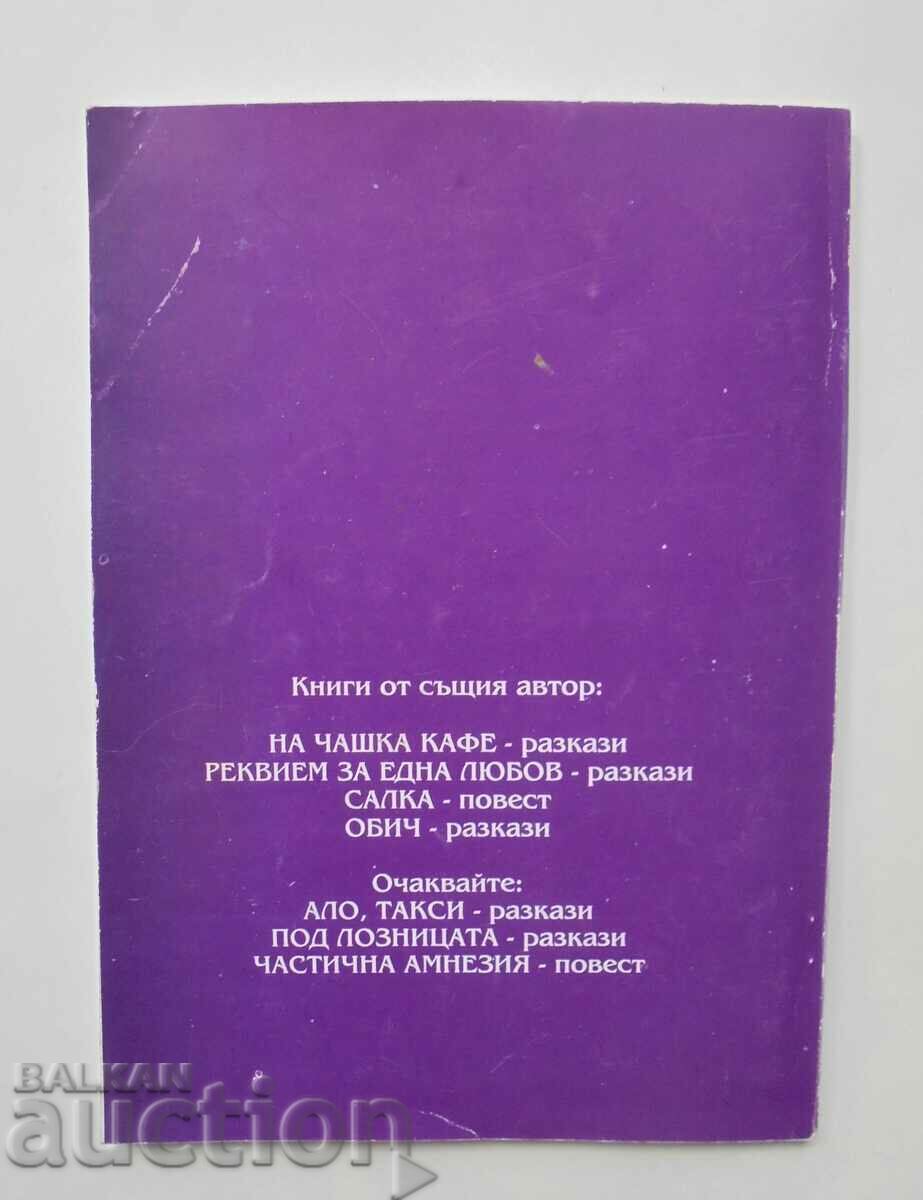 Книги от същия автор:
НА ЧАШКА КАФЕ - разкази
РЕКВИЕМ ЗА ЕДНА ЛЮБОВ - разкази
САЛКА - повест
ОБИЧ - разкази
Очаквайте:
АЛО, ТАКСИ - разкази
ПОД ЛОЗНИЦАТА - разкази
ЧАСТИЧНА АМНЕЗИЯ - повест
BALKAN
auction